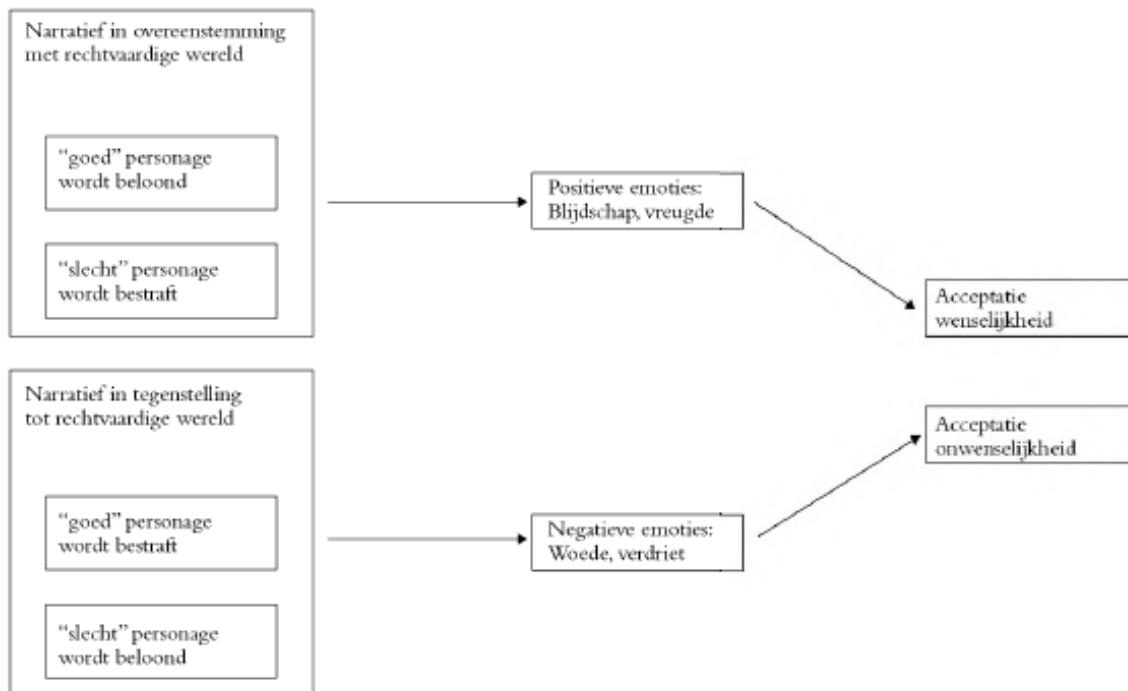 Narratief in overeenstemming
met rechtvaardige wereld
“goed” personage
wordt beloond
“slecht” personage
wordt bestraft
Positieve emoties:
Blijdschap, vreugde
Acceptatie
wenselijkheid
Narratief in tegenstelling
tot rechtvaardige wereld
“goed” personage
wordt bestraft
“slecht” personage
wordt beloond
Negatieve emoties:
Woede, verdriet
Acceptatie
onwenselijkheid